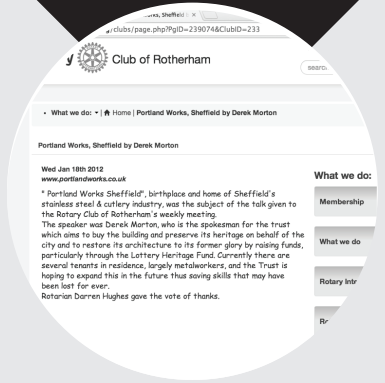 /clubs/page.php?PgID=239074&ClubID=233
Club of Rotherham
• What we do: ▾ | Home | Portland Works, Sheffield by Derek Morton
Portland Works, Sheffield by Derek Morton
Wed Jan 18th 2012
www.portlandworks.co.uk
" Portland Works Sheffield", birthplace and home of Sheffield's
stainless steel & cutlery industry, was the subject of the talk given to
the Rotary Club of Rotherham's weekly meeting.
The speaker was Derek Morton, who is the spokesman for the trust
which aims to buy the building and preserve its heritage on behalf of the
city and to restore its architecture to its former glory by raising funds,
particularly through the Lottery Heritage Fund. Currently there are
several tenants in residence, largely metalworkers, and the Trust is
hoping to expand this in the future thus saving skills that may have
been lost for ever.
Rotarian Darren Hughes gave the vote of thanks.
What we do:
Membership
What we do
Rotary Intr